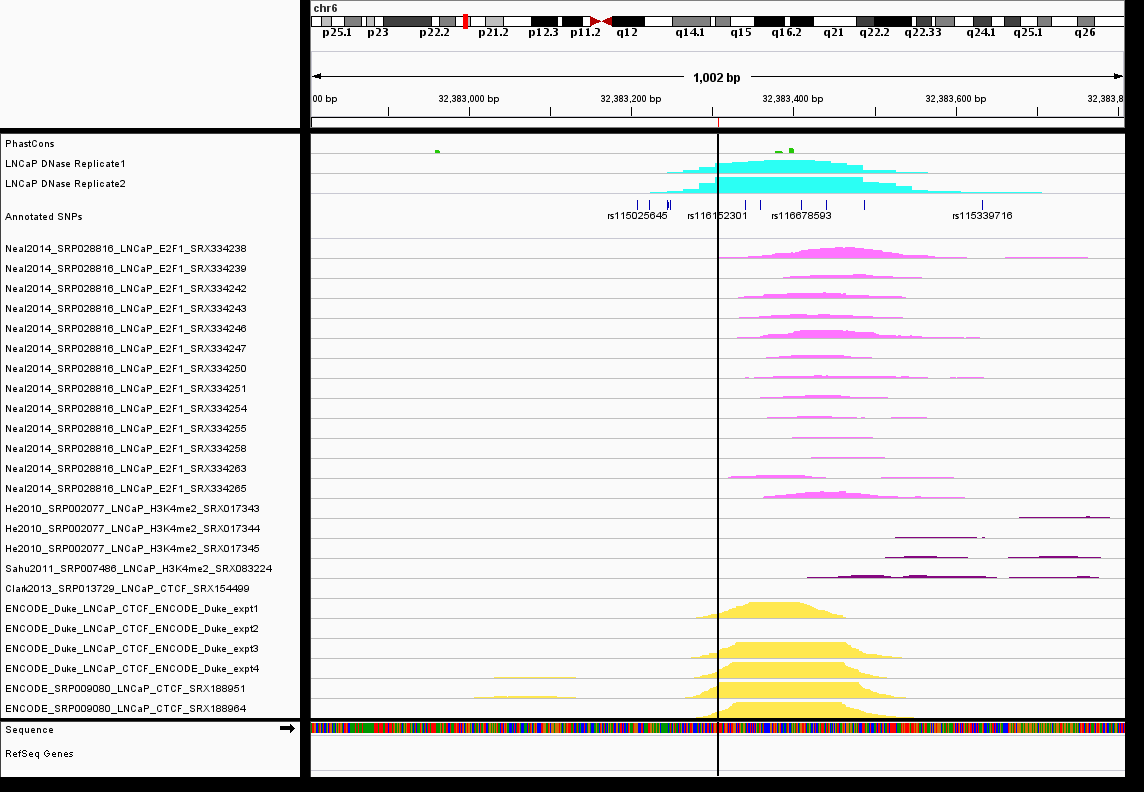 chr6
p25.1 p23 p22.2 p21.2 p12.3 p11.2 q12 q14.1 q15 q16.2 q21 q22.2 q22.33 q24.1 q25.1 q26
1,002 bp
00 bp 32,383,000 bp 32,383,200 bp 32,383,400 bp 32,383,600 bp 32,383,8
PhastCons
LNCaP DNase Replicate1
LNCaP DNase Replicate2
Annotated SNPs
rs115025645 rs116152301 rs116678593 rs115339716
Neal2014_SRP028816_LNCaP_E2F1_SRX334238
Neal2014_SRP028816_LNCaP_E2F1_SRX334239
Neal2014_SRP028816_LNCaP_E2F1_SRX334242
Neal2014_SRP028816_LNCaP_E2F1_SRX334243
Neal2014_SRP028816_LNCaP_E2F1_SRX334246
Neal2014_SRP028816_LNCaP_E2F1_SRX334247
Neal2014_SRP028816_LNCaP_E2F1_SRX334250
Neal2014_SRP028816_LNCaP_E2F1_SRX334251
Neal2014_SRP028816_LNCaP_E2F1_SRX334254
Neal2014_SRP028816_LNCaP_E2F1_SRX334255
Neal2014_SRP028816_LNCaP_E2F1_SRX334258
Neal2014_SRP028816_LNCaP_E2F1_SRX334263
Neal2014_SRP028816_LNCaP_E2F1_SRX334265
He2010_SRP002077_LNCaP_H3K4me2_SRX017343
He2010_SRP002077_LNCaP_H3K4me2_SRX017344
He2010_SRP002077_LNCaP_H3K4me2_SRX017345
Sahu2011_SRP007486_LNCaP_H3K4me2_SRX083224
Clark2013_SRP013729_LNCaP_CTCF_SRX154499
ENCODE_Duke_LNCaP_CTCF_ENCODE_Duke_expt1
ENCODE_Duke_LNCaP_CTCF_ENCODE_Duke_expt2
ENCODE_Duke_LNCaP_CTCF_ENCODE_Duke_expt3
ENCODE_Duke_LNCaP_CTCF_ENCODE_Duke_expt4
ENCODE_SRP009080_LNCaP_CTCF_SRX188951
ENCODE_SRP009080_LNCaP_CTCF_SRX188964
Sequence
RefSeq Genes